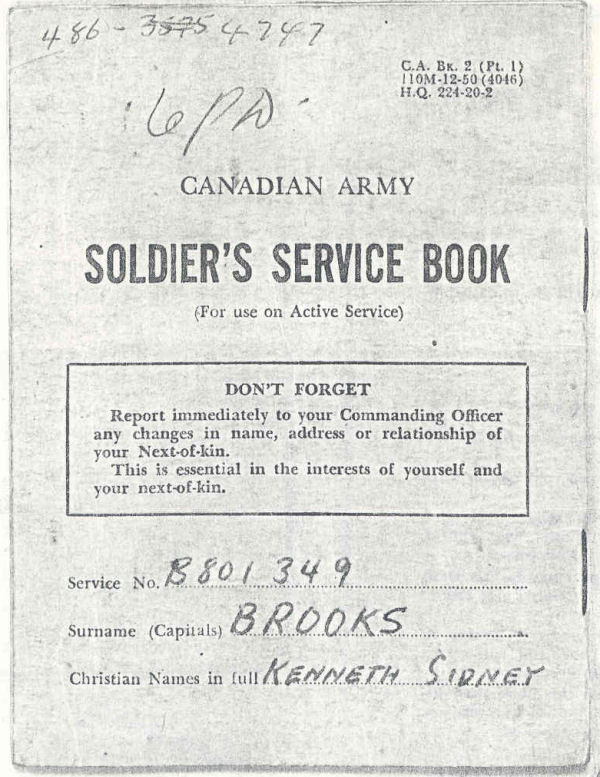 486 - 3675 4747
C.A. BK. 2 (Pt. 1)
110M-12-50 (4046)
H.Q. 224-20-2
6 PD
CANADIAN ARMY
SOLDIER'S SERVICE BOOK
(For use on Active Service)
DON'T FORGET
Report immediately to your Commanding Officer
any changes in name, address or relationship of
your Next-of-kin.
This is essential in the interests of yourself and
your next-of-kin.
Service No. B801349
Surname (Capitals) BROOKS
Christian Names in full KENNETH SIDNEY